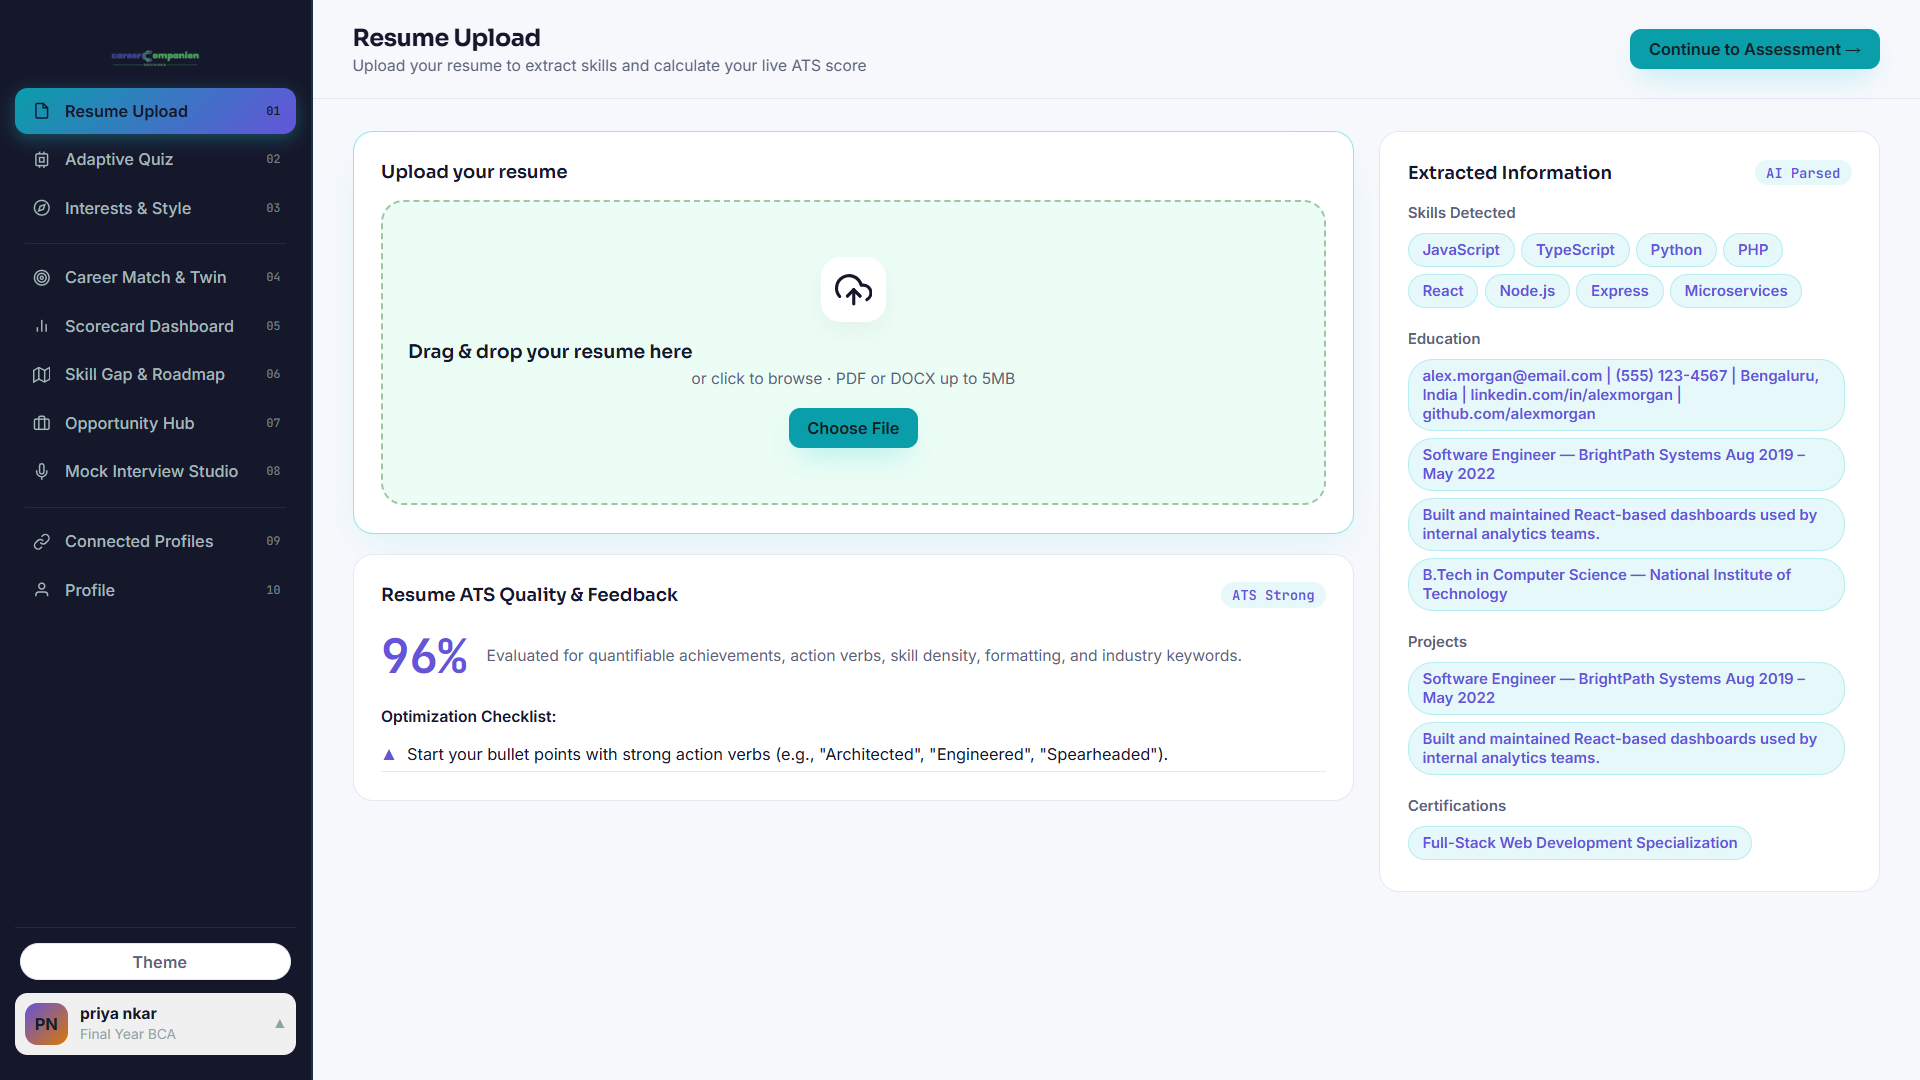 careerCompanion
Resume Upload 01
Adaptive Quiz 02
Interests & Style 03
Career Match & Twin 04
Scorecard Dashboard 05
Skill Gap & Roadmap 06
Opportunity Hub 07
Mock Interview Studio 08
Connected Profiles 09
Profile 10
Theme
PN
priya nkar
Final Year BCA
▲
Resume Upload
Upload your resume to extract skills and calculate your live ATS score
Continue to Assessment →
Upload your resume
Drag & drop your resume here
or click to browse · PDF or DOCX up to 5MB
Choose File
Resume ATS Quality & Feedback
ATS Strong
96%
Evaluated for quantifiable achievements, action verbs, skill density, formatting, and industry keywords.
Optimization Checklist:
▲ Start your bullet points with strong action verbs (e.g., "Architected", "Engineered", "Spearheaded").
Extracted Information
AI Parsed
Skills Detected
JavaScript TypeScript Python PHP
React Node.js Express Microservices
Education
alex.morgan@email.com | (555) 123-4567 | Bengaluru,
India | linkedin.com/in/alexmorgan |
github.com/alexmorgan
Software Engineer — BrightPath Systems Aug 2019 –
May 2022
Built and maintained React-based dashboards used by
internal analytics teams.
B.Tech in Computer Science — National Institute of
Technology
Projects
Software Engineer — BrightPath Systems Aug 2019 –
May 2022
Built and maintained React-based dashboards used by
internal analytics teams.
Certifications
Full-Stack Web Development Specialization